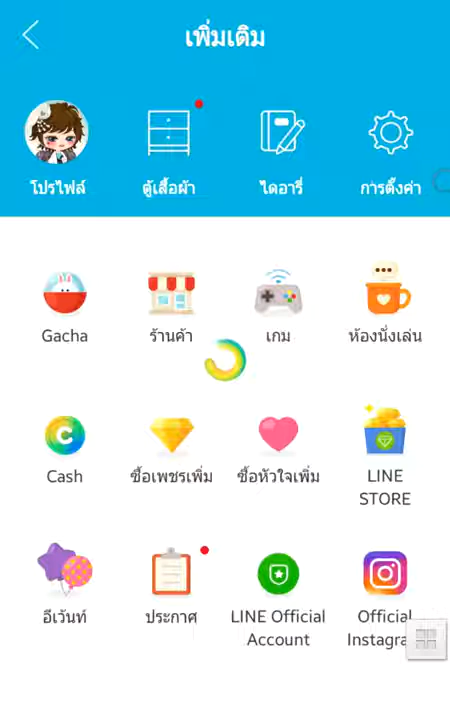 เพิ่มเติม
โปรไฟล์
ตู้เสื้อผ้า
ไดอารี่
การตั้งค่า
Gacha
ร้านค้า
เกม
ห้องนั่งเล่น
Cash
ซื้อเพชรเพิ่ม
ซื้อหัวใจเพิ่ม
LINE
STORE
อีเว้นท์
ประกาศ
LINE Official
Account
Official